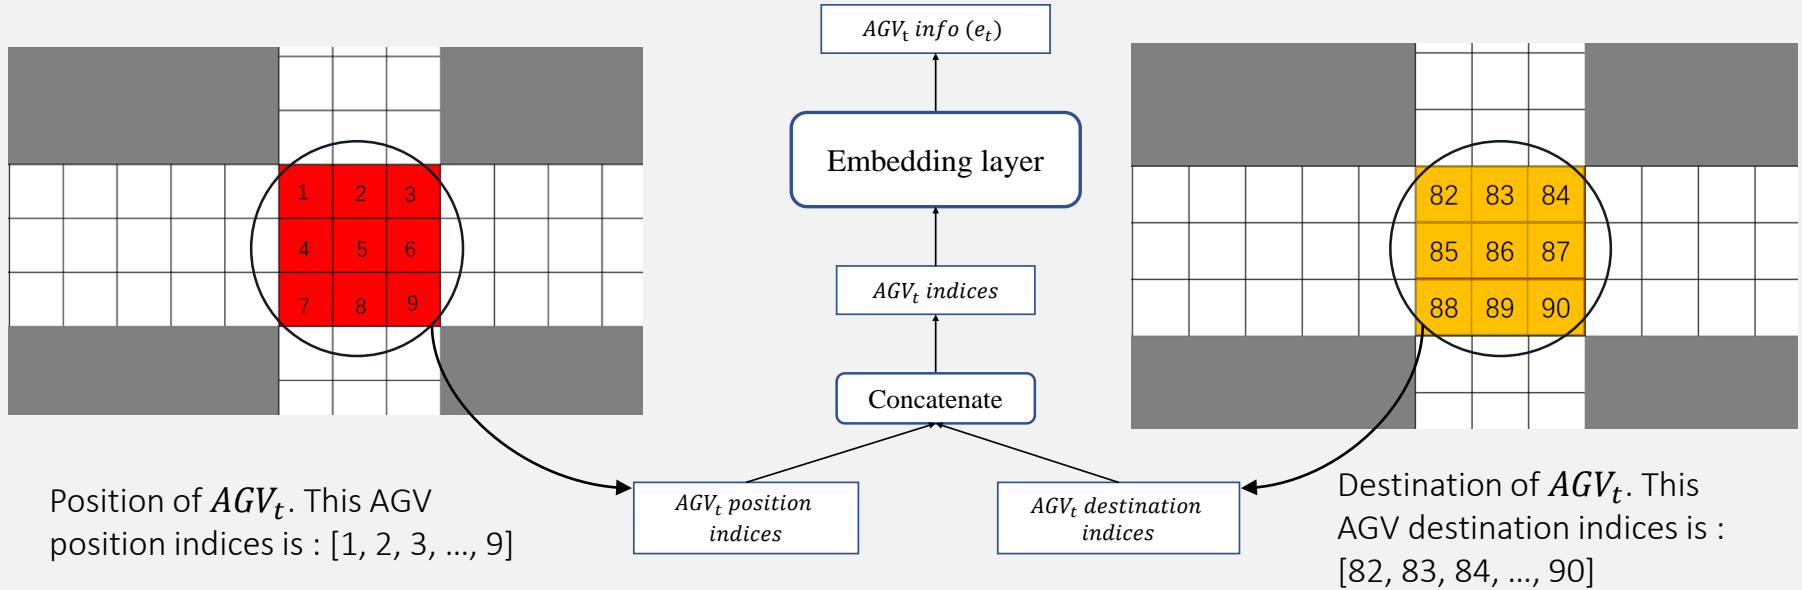 AGVₜ info (eₜ)
Embedding layer
AGVₜ indices
Concatenate
1 2 3
4 5 6
7 8 9
82 83 84
85 86 87
88 89 90
Position of AGVₜ. This AGV
position indices is : [1, 2, 3, ..., 9]
AGVₜ position
indices
AGVₜ destination
indices
Destination of AGVₜ. This
AGV destination indices is :
[82, 83, 84, ..., 90]